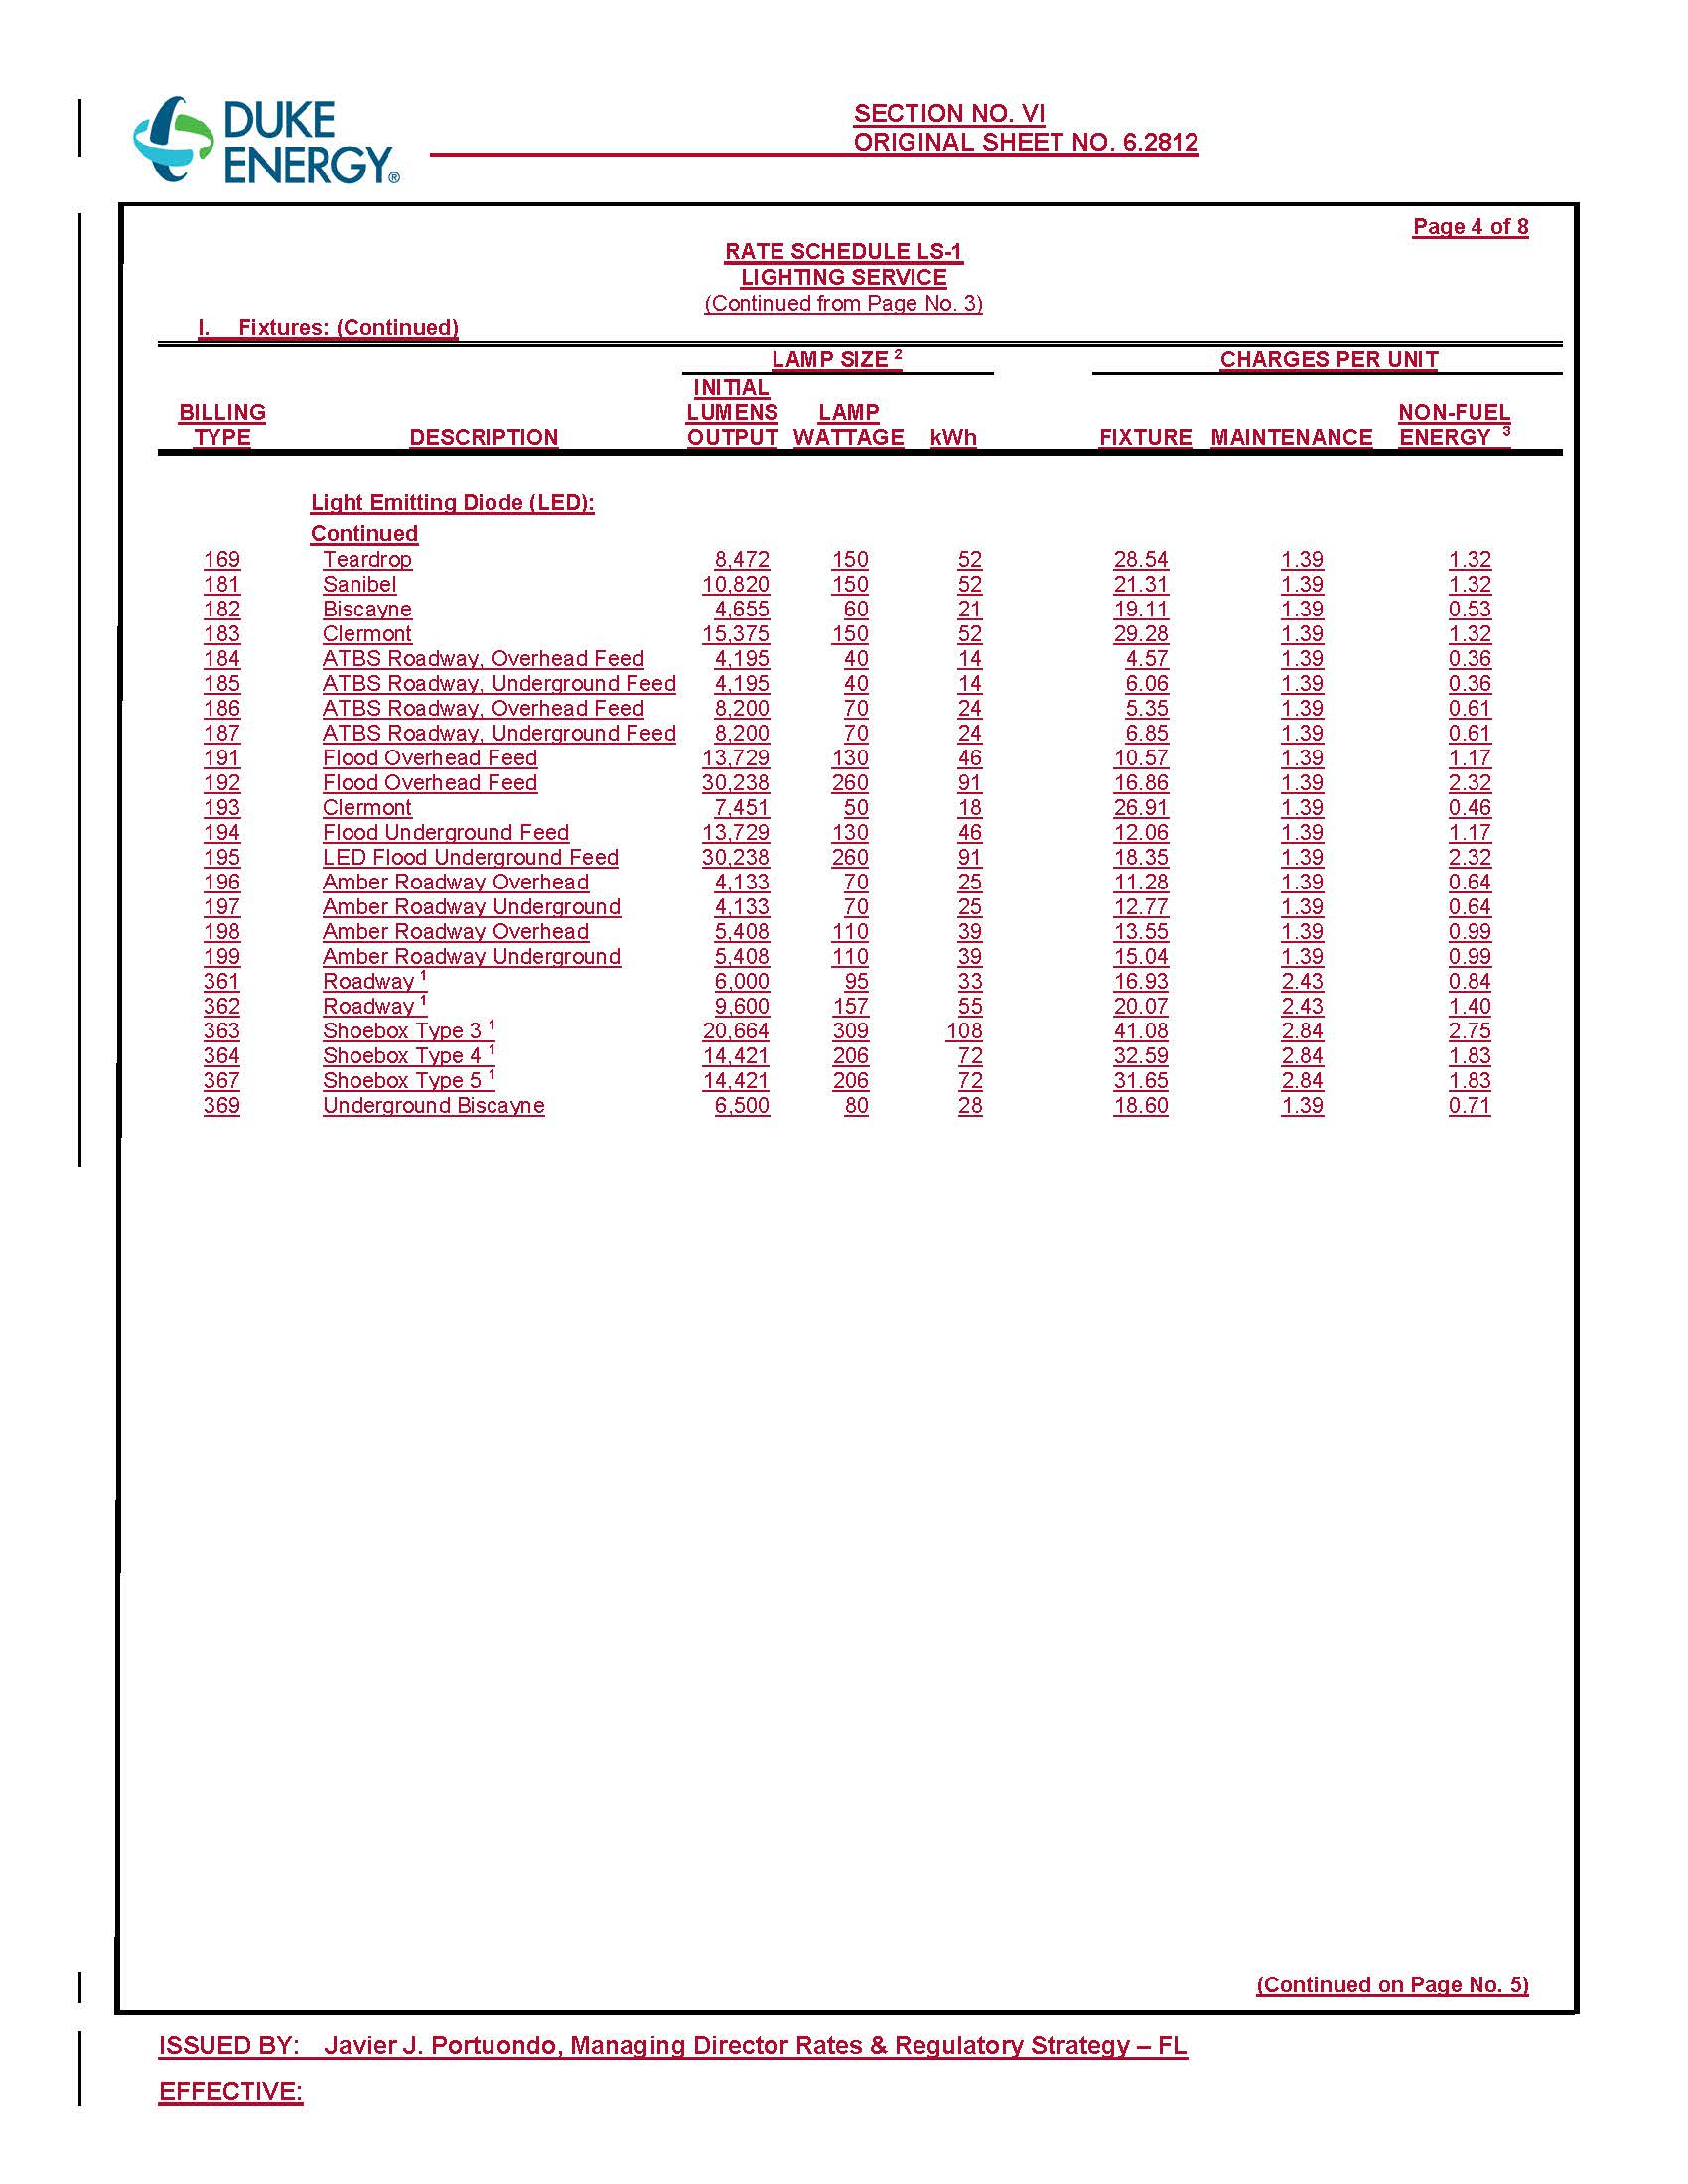 DUKE
ENERGY®
SECTION NO. VI
ORIGINAL SHEET NO. 6.2812
Page 4 of 8
RATE SCHEDULE LS-1
LIGHTING SERVICE
(Continued from Page No. 3)
I. Fixtures: (Continued)
LAMP SIZE 2 CHARGES PER UNIT
INITIAL
BILLING LUMENS LAMP NON-FUEL
TYPE DESCRIPTION OUTPUT WATTAGE kWh FIXTURE MAINTENANCE ENERGY 3
Light Emitting Diode (LED):
Continued
169 Teardrop 8,472 150 52 28.54 1.39 1.32
181 Sanibel 10,820 150 52 21.31 1.39 1.32
182 Biscayne 4,655 60 21 19.11 1.39 0.53
183 Clermont 15,375 150 52 29.28 1.39 1.32
184 ATBS Roadway, Overhead Feed 4,195 40 14 4.57 1.39 0.36
185 ATBS Roadway, Underground Feed 4,195 40 14 6.06 1.39 0.36
186 ATBS Roadway, Overhead Feed 8,200 70 24 5.35 1.39 0.61
187 ATBS Roadway, Underground Feed 8,200 70 24 6.85 1.39 0.61
191 Flood Overhead Feed 13,729 130 46 10.57 1.39 1.17
192 Flood Overhead Feed 30,238 260 91 16.86 1.39 2.32
193 Clermont 7,451 50 18 26.91 1.39 0.46
194 Flood Underground Feed 13,729 130 46 12.06 1.39 1.17
195 LED Flood Underground Feed 30,238 260 91 18.35 1.39 2.32
196 Amber Roadway Overhead 4,133 70 25 11.28 1.39 0.64
197 Amber Roadway Underground 4,133 70 25 12.77 1.39 0.64
198 Amber Roadway Overhead 5,408 110 39 13.55 1.39 0.99
199 Amber Roadway Underground 5,408 110 39 15.04 1.39 0.99
361 Roadway 1 6,000 95 33 16.93 2.43 0.84
362 Roadway 1 9,600 157 55 20.07 2.43 1.40
363 Shoebox Type 3 1 20,664 309 108 41.08 2.84 2.75
364 Shoebox Type 4 1 14,421 206 72 32.59 2.84 1.83
367 Shoebox Type 5 1 14,421 206 72 31.65 2.84 1.83
369 Underground Biscayne 6,500 80 28 18.60 1.39 0.71
(Continued on Page No. 5)
ISSUED BY: Javier J. Portuondo, Managing Director Rates & Regulatory Strategy – FL
EFFECTIVE: